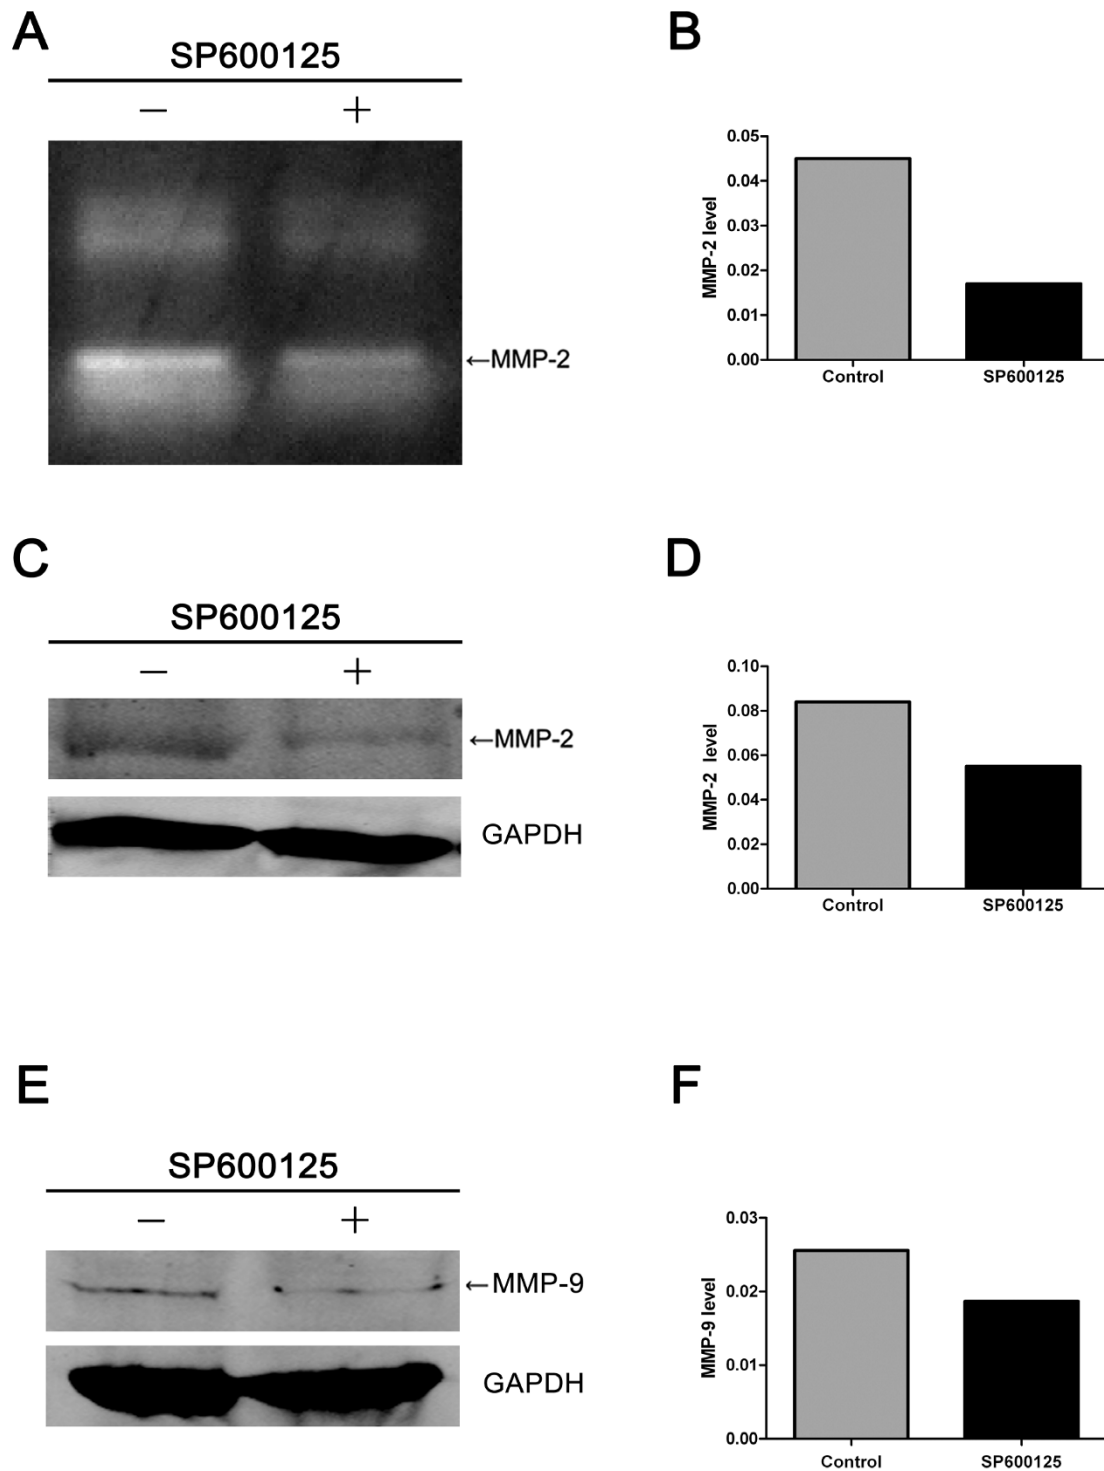 A
SP600125
— +
←MMP-2
B
0.05
0.04
0.03
0.02
0.01
0.00
MMP-2 level
Control SP600125
C
SP600125
— +
←MMP-2
GAPDH
D
0.10
0.08
0.06
0.04
0.02
0.00
MMP-2 level
Control SP600125
E
SP600125
— +
←MMP-9
GAPDH
F
0.03
0.02
0.01
0.00
MMP-9 level
Control SP600125